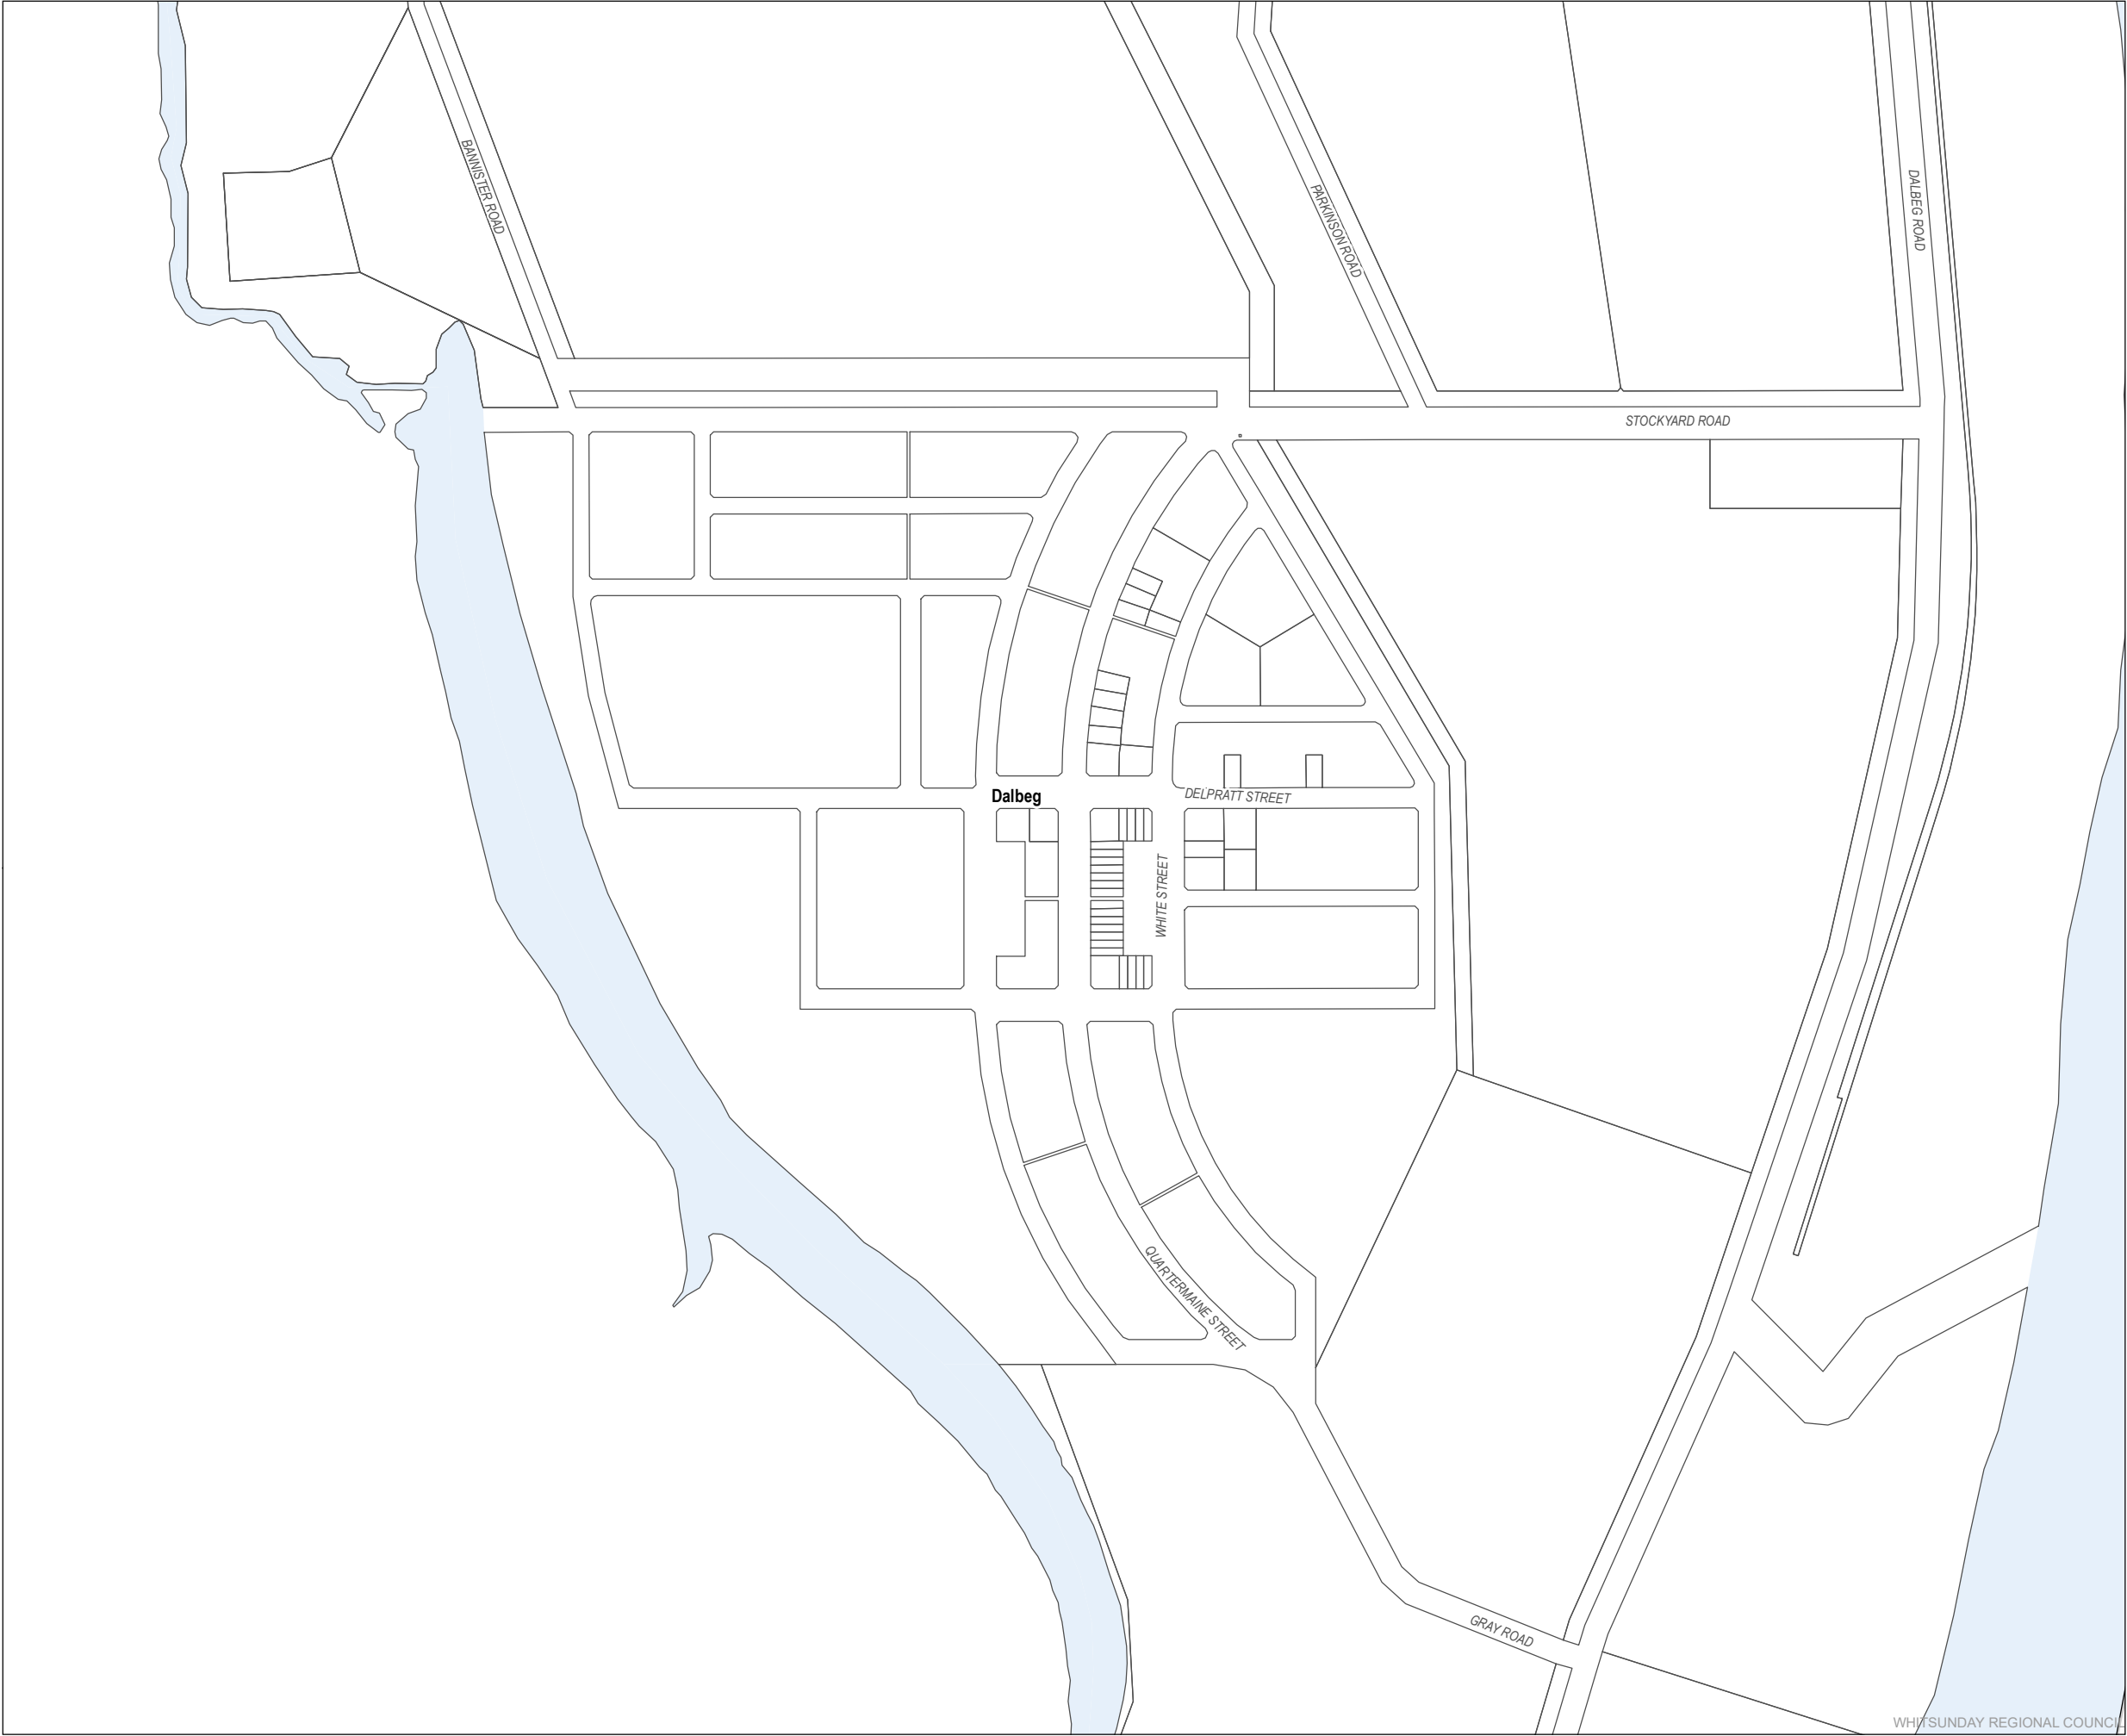 BANNISTER ROAD
PARKINSON ROAD
DALBEG ROAD
STOCKYARD ROAD
Dalbeg
DELPRATT STREET
WHITE STREET
QUARTERMAINE STREET
GRAY ROAD
WHITSUNDAY REGIONAL COUNCIL